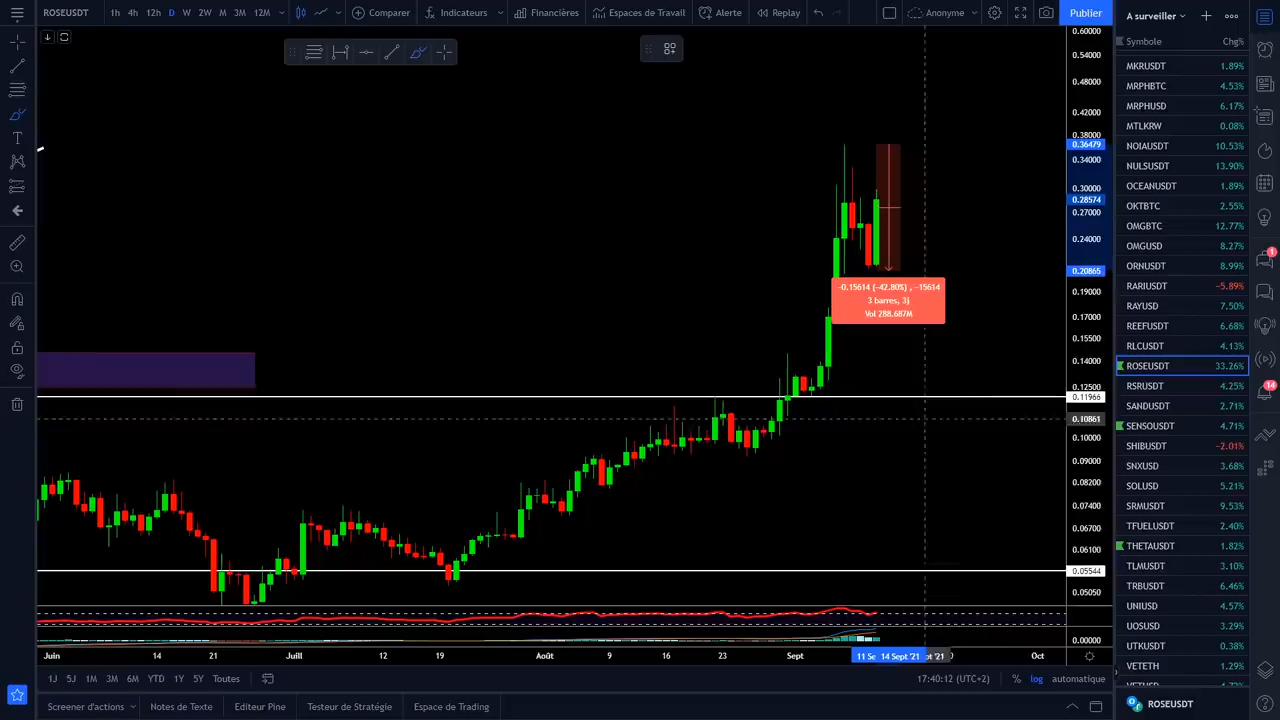 ROSEUSDT 1h 4h 12h D W 2W M 3M 12M Comparer Indicateurs Financières Espaces de Travail Alerte Replay Anonyme Publier
A surveiller
Symbole Chg%
MKRUSDT 1.89%
MRPHBTC 4.53%
MRPHUSD 6.17%
MTLKRW 0.08%
NOIAUSDT 10.53%
NULSUSDT 13.90%
OCEANUSDT 1.89%
OKTBTC 2.55%
OMGBTC 12.77%
OMGUSD 8.27%
ORNUSDT 8.99%
RARIUSDT −5.89%
RAYUSD 7.50%
REEFUSDT 6.68%
RLCUSDT 4.13%
ROSEUSDT 33.26%
RSRUSDT 4.25%
SANDUSDT 2.71%
SENSOUSDT 4.71%
SHIBUSDT −2.01%
SNXUSD 3.68%
SOLUSD 5.21%
SRMUSDT 9.53%
TFUELUSDT 2.40%
THETAUSDT 1.82%
TLMUSDT 3.10%
TRBUSDT 6.46%
UNIUSD 4.57%
UOSUSD 3.29%
UTKUSDT 0.38%
VETETH 1.29%
ROSEUSDT
1
14
0.60000
0.54000
0.48000
0.42000
0.38000
0.36479
0.34000
0.30000
0.28574
0.27000
0.24000
0.20865
0.19000
0.17000
0.15500
0.14000
0.12500
0.11966
0.10861
0.10000
0.09000
0.08200
0.07400
0.06700
0.06100
0.05544
0.05050
0.00000
−0.15614 (−42.80%) , −15614
3 barres, 3j
Vol 288.687M
Juin 14 21 Juill 12 19 Août 9 16 23 Sept 11 Se 14 Sept '21 Oct
1J 5J 1M 3M 6M YTD 1Y 5Y Toutes 17:40:12 (UTC+2) % log automatique
Screener d'actions Notes de Texte Editeur Pine Testeur de Stratégie Espace de Trading